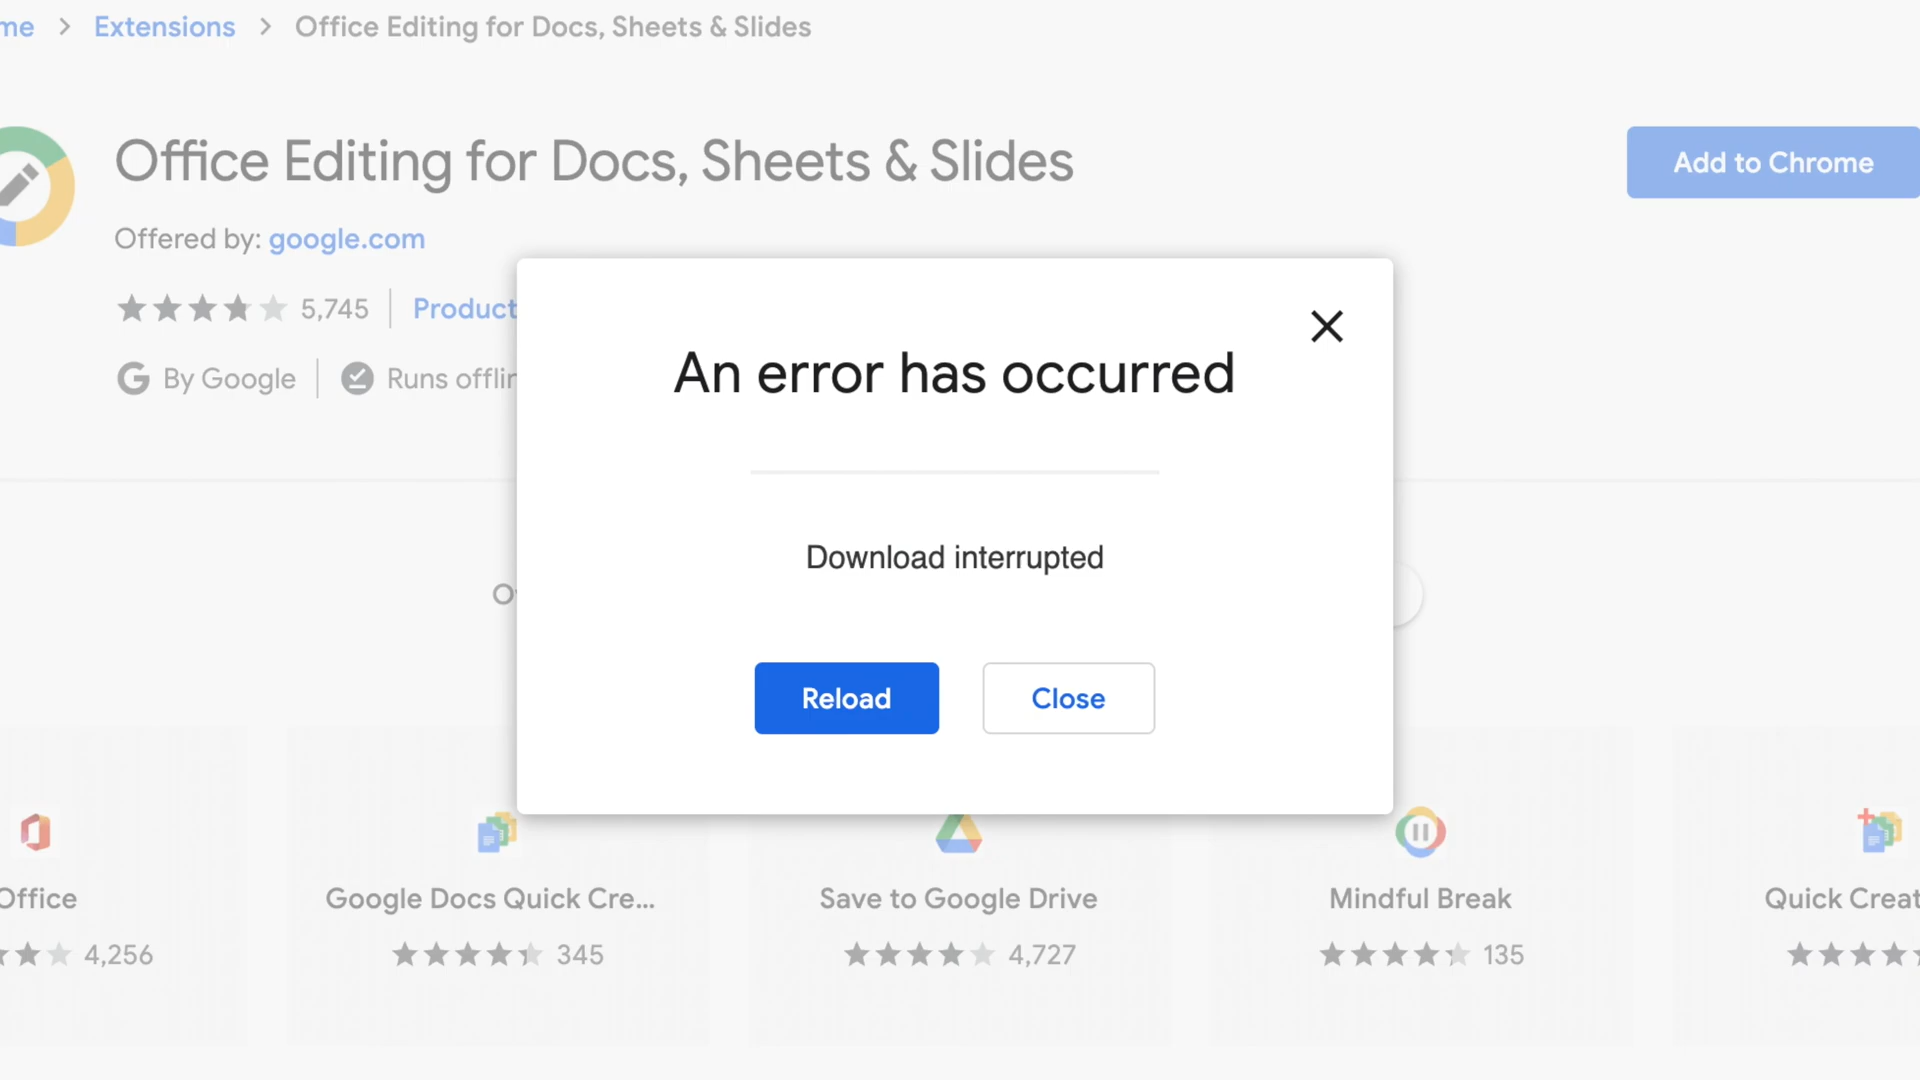 me > Extensions > Office Editing for Docs, Sheets & Slides
Office Editing for Docs, Sheets & Slides
Add to Chrome
Offered by: google.com
5,745
Product
By Google
Runs offlin
An error has occurred
Download interrupted
Reload
Close
Office
Google Docs Quick Cre...
Save to Google Drive
Mindful Break
Quick Creat
4,256
345
4,727
135